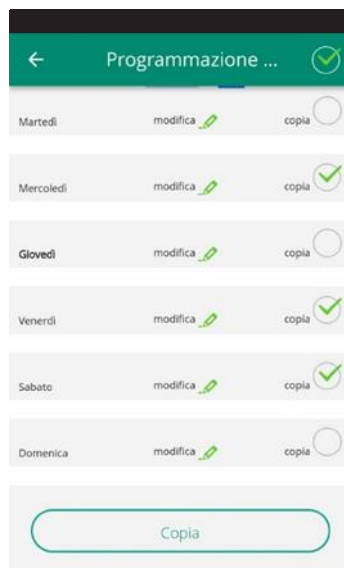 Programmazione ...
Martedì modifica copia
Mercoledì modifica copia
Giovedì modifica copia
Venerdì modifica copia
Sabato modifica copia
Domenica modifica copia
Copia